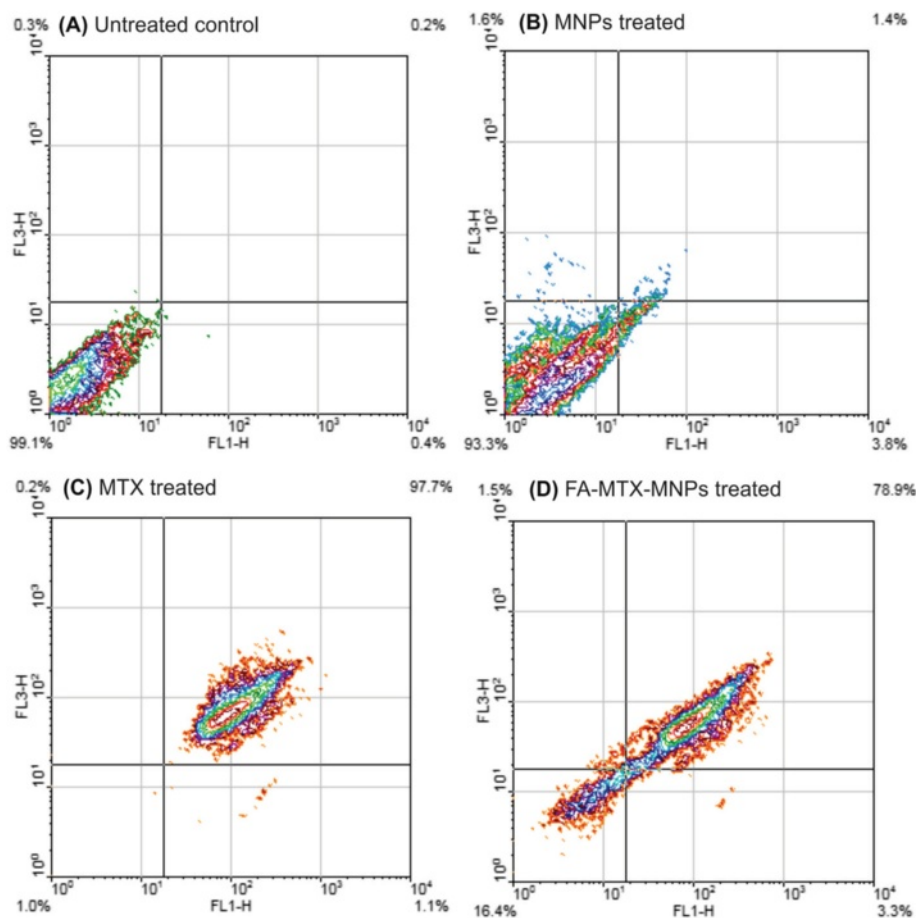 0.3% (A) Untreated control 0.2%
10⁴
10³
FL3-H
10²
10¹
10⁰
10⁰ 10¹ 10² 10³ 10⁴
99.1% FL1-H 0.4%
1.6% (B) MNPs treated 1.4%
10⁴
10³
FL3-H
10²
10¹
10⁰
10⁰ 10¹ 10² 10³ 10⁴
93.3% FL1-H 3.8%
0.2% (C) MTX treated 97.7%
10⁴
10³
FL3-H
10²
10¹
10⁰
10⁰ 10¹ 10² 10³ 10⁴
1.0% FL1-H 1.1%
1.5% (D) FA-MTX-MNPs treated 78.9%
10⁴
10³
FL3-H
10²
10¹
10⁰
10⁰ 10¹ 10² 10³ 10⁴
16.4% FL1-H 3.3%